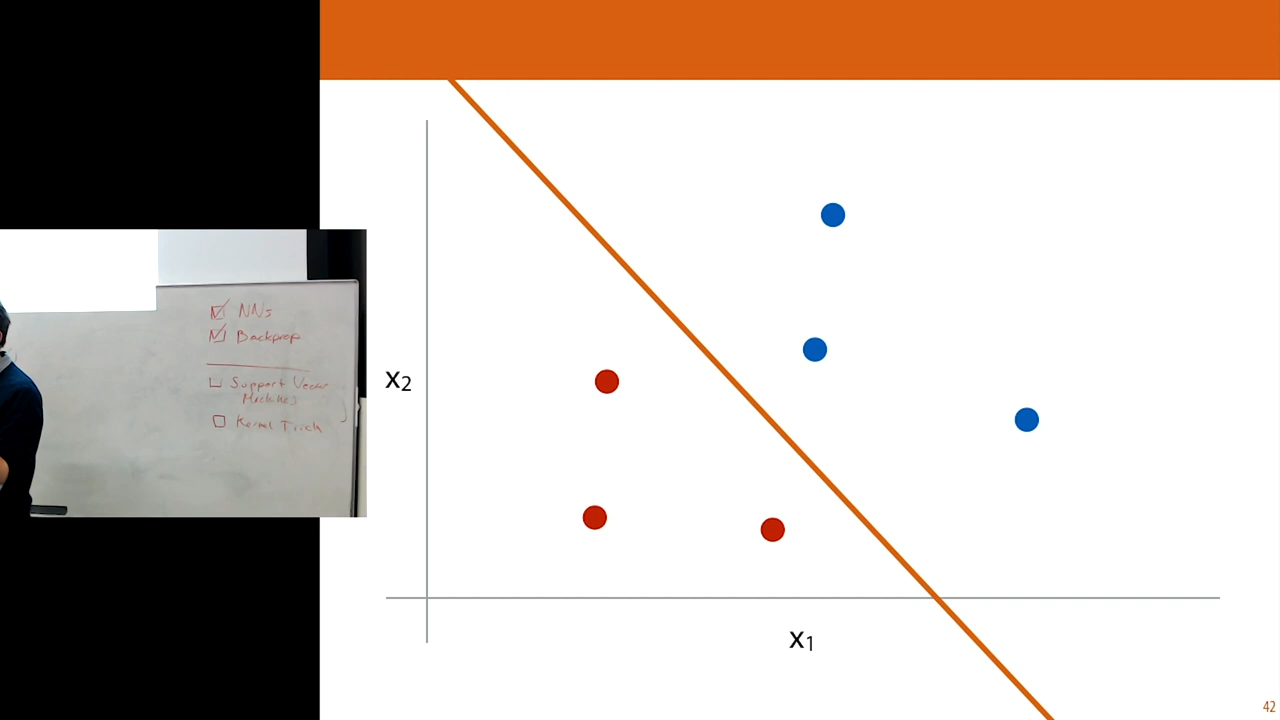 NNs
Backprop
Support Vector
Machines
Kernel Trick
x2
x1
42